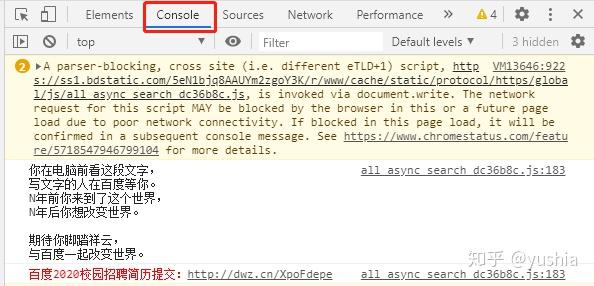 Elements Console Sources Network Performance » 4
top Filter Default levels ▼ 3 hidden
2 A parser-blocking, cross site (i.e. different eTLD+1) script, http VM13646:922
s://ss1.bdstatic.com/5eN1bjq8AAUYm2zgoY3K/r/www/cache/static/protocol/https/globa
l/js/all_async_search_dc36b8c.js, is invoked via document.write. The network
request for this script MAY be blocked by the browser in this or a future page
load due to poor network connectivity. If blocked in this page load, it will be
confirmed in a subsequent console message. See https://www.chromestatus.com/featu
re/5718547946799104 for more details.
你在电脑前看这段文字， all_async_search_dc36b8c.js:183
写文字的人在百度等你。
N年前你来到了这个世界，
N年后你想改变世界。
期待你脚踏祥云，
与百度一起改变世界。
百度2020校园招聘简历提交：http://dwz.cn/XpoFdepe all_async_search_dc36b8c.js:183
知乎 @yushia